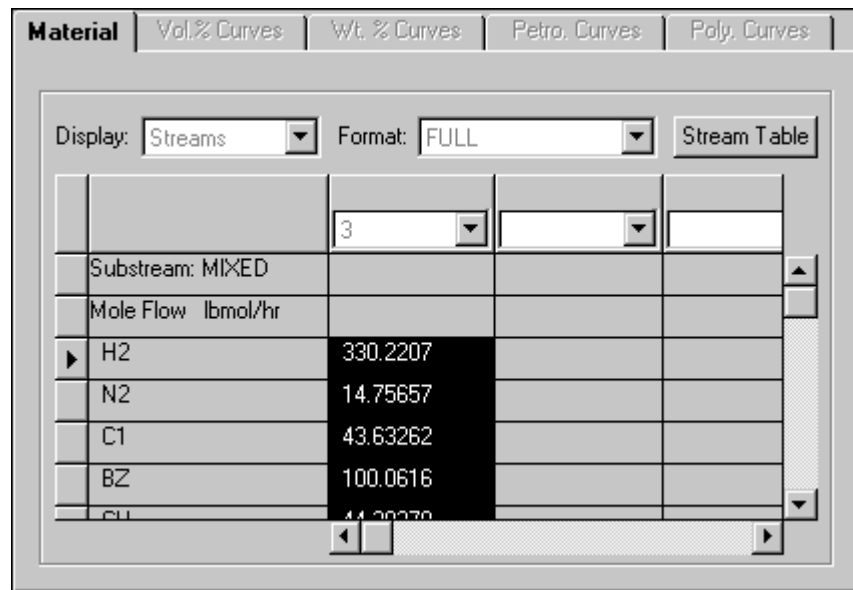 Material Vol.% Curves Wt. % Curves Petro. Curves Poly. Curves
Display: Streams Format: FULL Stream Table
3
Substream: MIXED
Mole Flow lbmol/hr
H2 330.2207
N2 14.75657
C1 43.63262
BZ 100.0616